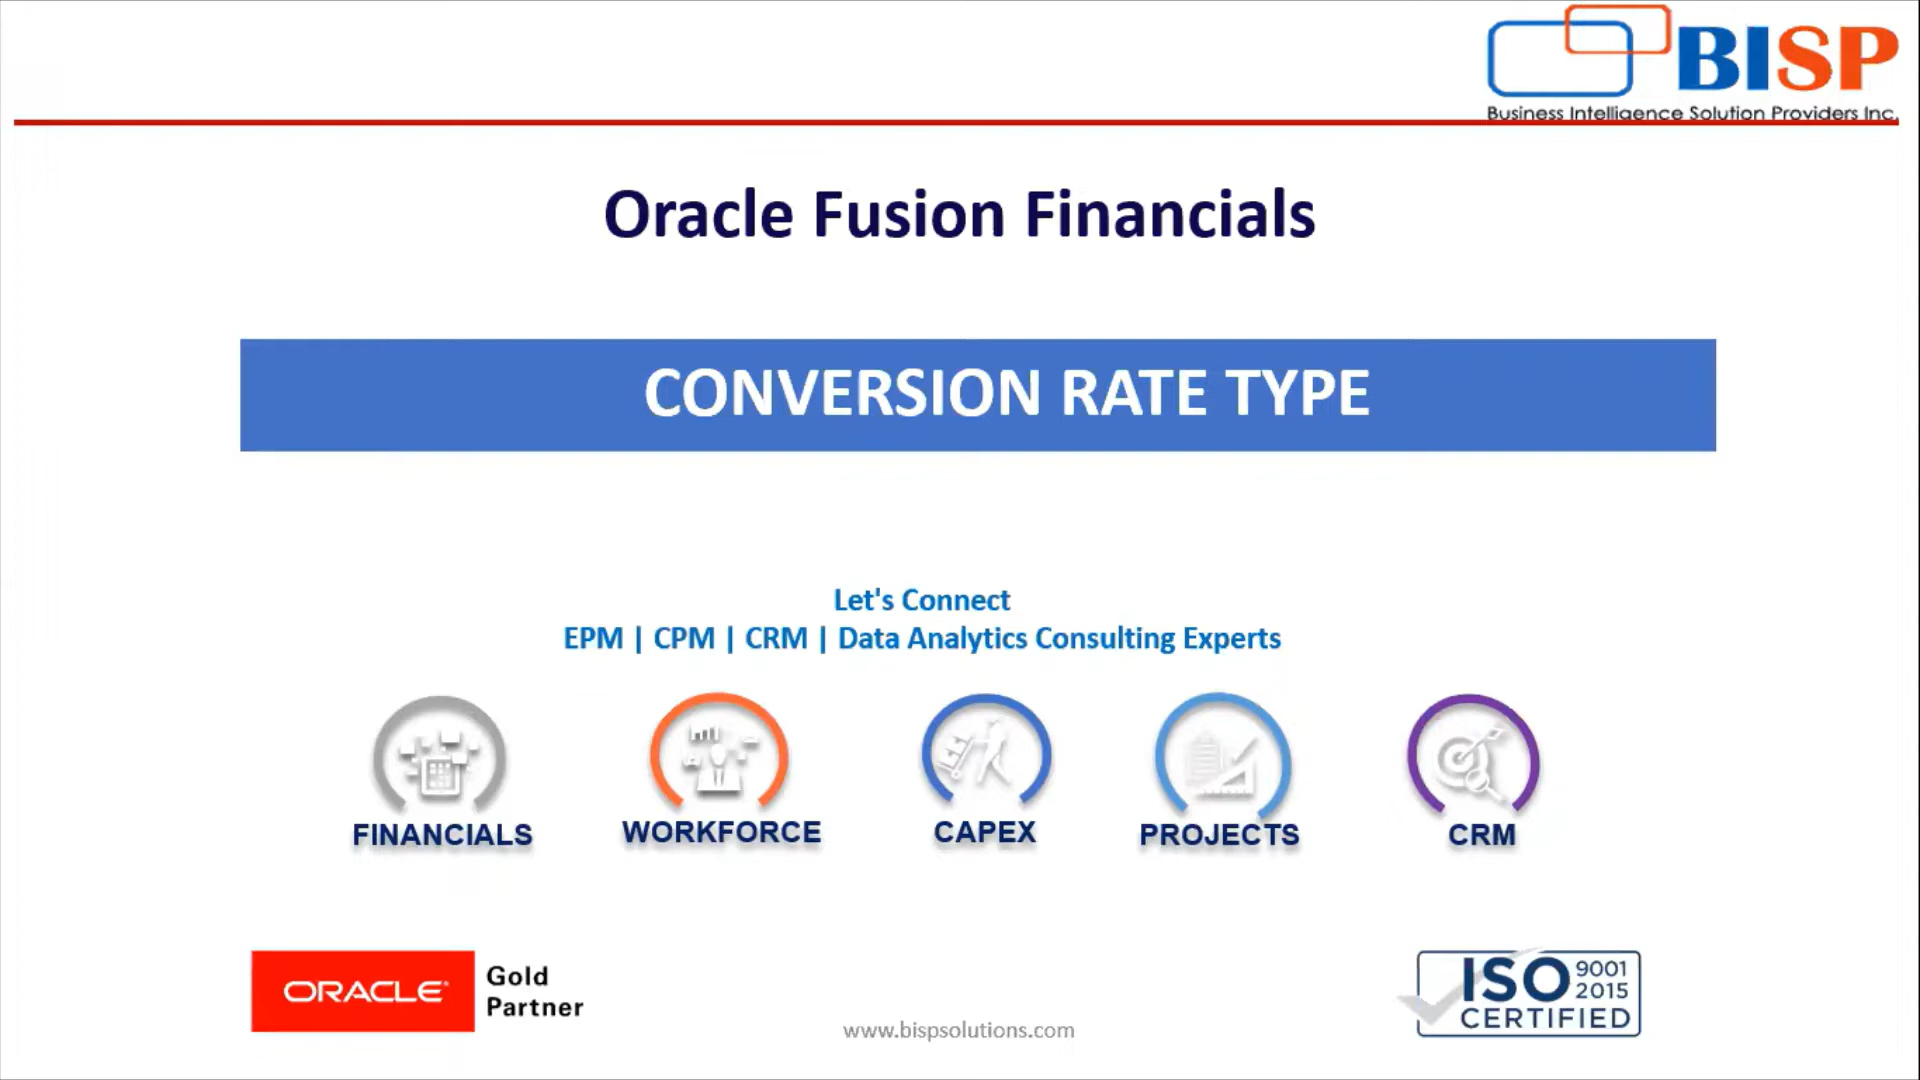 BISP
Business Intelligence Solution Providers Inc.
Oracle Fusion Financials
CONVERSION RATE TYPE
Let's Connect
EPM | CPM | CRM | Data Analytics Consulting Experts
FINANCIALS
WORKFORCE
CAPEX
PROJECTS
CRM
ORACLE
Gold
Partner
www.bispsolutions.com
ISO 9001
2015
CERTIFIED